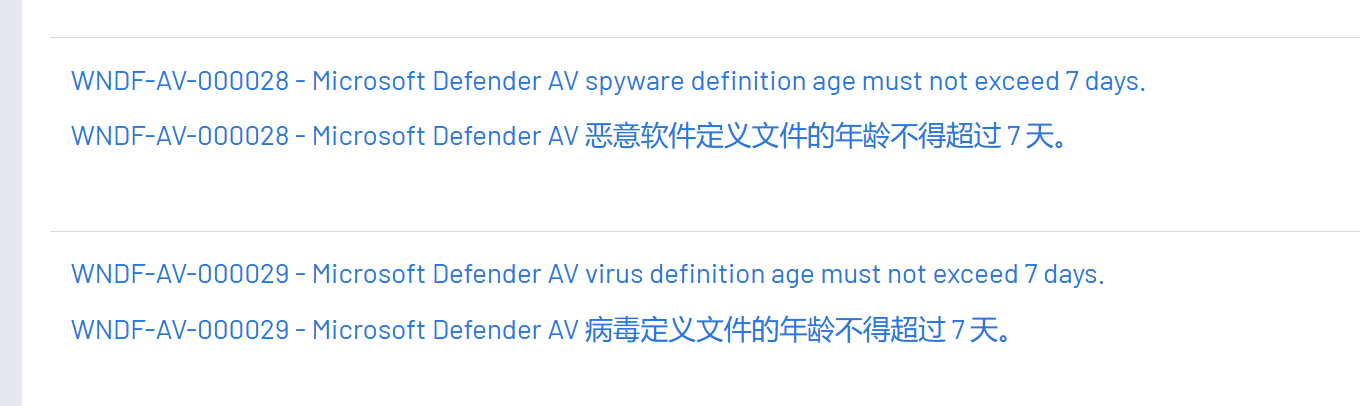 WNDF-AV-000028 - Microsoft Defender AV spyware definition age must not exceed 7 days.
WNDF-AV-000028 - Microsoft Defender AV 恶意软件定义文件的年龄不得超过 7 天。
WNDF-AV-000029 - Microsoft Defender AV virus definition age must not exceed 7 days.
WNDF-AV-000029 - Microsoft Defender AV 病毒定义文件的年龄不得超过 7 天。